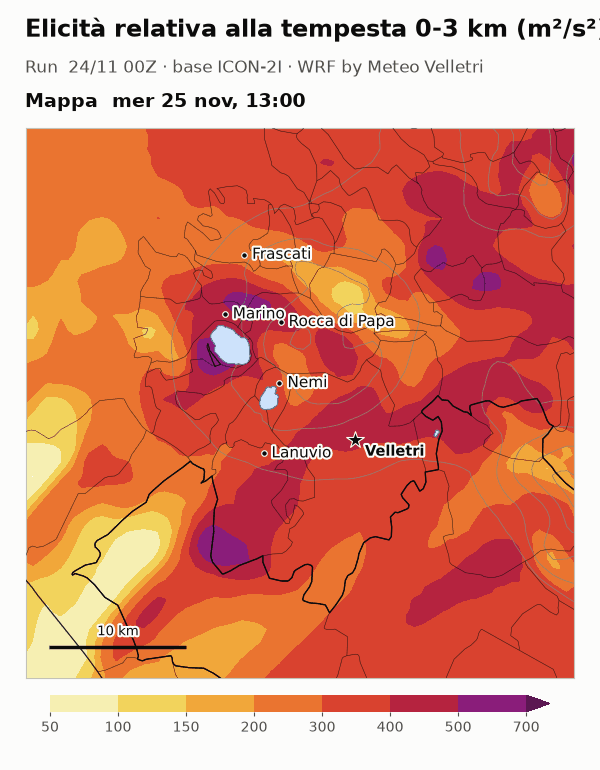 Elicità relativa alla tempesta 0-3 km (m²/s²)
Run  24/11 00Z · base ICON-2I · WRF by Meteo Velletri
Mappa  mer 25 nov, 13:00
Frascati
Marino
Rocca di Papa
Nemi
Velletri
Lanuvio
10 km
50 100 150 200 300 400 500 700